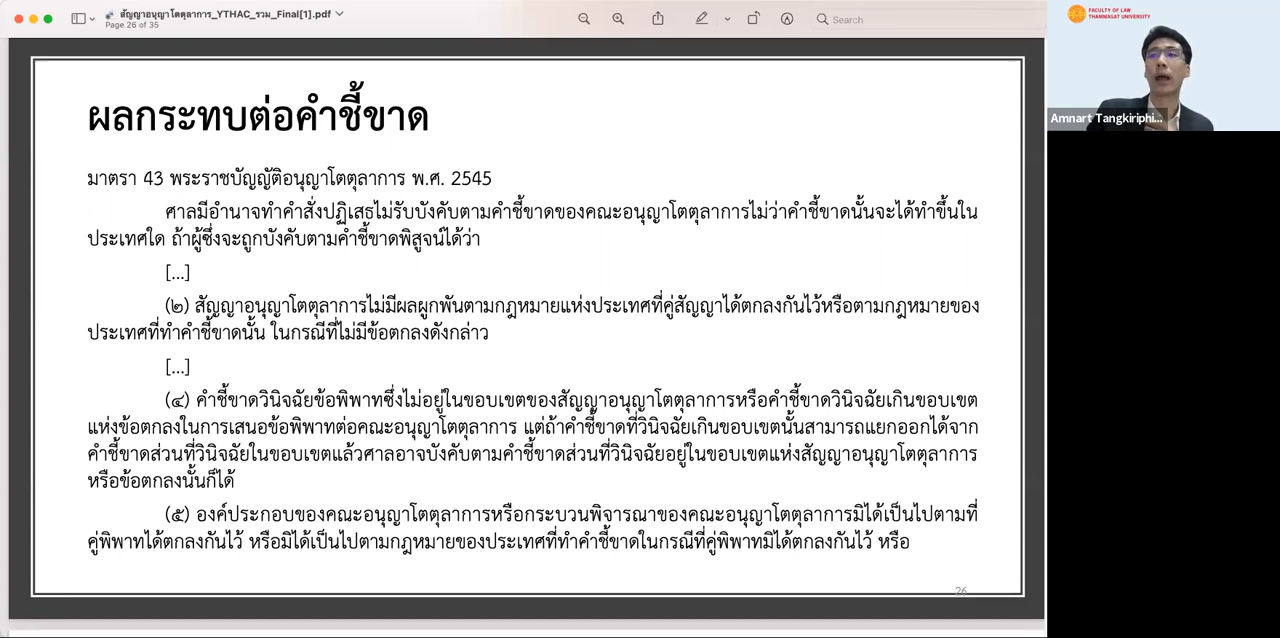 สัญญาอนุญาโตตุลาการ_YTHAC_รวม_Final[1].pdf
Page 26 of 35
Search
FACULTY OF LAW
THAMMASAT UNIVERSITY
Amnart Tangkiriphi...
ผลกระทบต่อคำชี้ขาด
มาตรา 43 พระราชบัญญัติอนุญาโตตุลาการ พ.ศ. 2545
ศาลมีอำนาจทำคำสั่งปฏิเสธไม่รับบังคับตามคำชี้ขาดของคณะอนุญาโตตุลาการไม่ว่าคำชี้ขาดนั้นจะได้ทำขึ้นใน
ประเทศใด ถ้าผู้ซึ่งจะถูกบังคับตามคำชี้ขาดพิสูจน์ได้ว่า
[...]
(๒) สัญญาอนุญาโตตุลาการไม่มีผลผูกพันตามกฎหมายแห่งประเทศที่คู่สัญญาได้ตกลงกันไว้หรือตามกฎหมายของ
ประเทศที่ทำคำชี้ขาดนั้น ในกรณีที่ไม่มีข้อตกลงดังกล่าว
[...]
(๔) คำชี้ขาดวินิจฉัยข้อพิพาทซึ่งไม่อยู่ในขอบเขตของสัญญาอนุญาโตตุลาการหรือคำชี้ขาดวินิจฉัยเกินขอบเขต
แห่งข้อตกลงในการเสนอข้อพิพาทต่อคณะอนุญาโตตุลาการ แต่ถ้าคำชี้ขาดที่วินิจฉัยเกินขอบเขตนั้นสามารถแยกออกได้จาก
คำชี้ขาดส่วนที่วินิจฉัยในขอบเขตแล้วศาลอาจบังคับตามคำชี้ขาดส่วนที่วินิจฉัยอยู่ในขอบเขตแห่งสัญญาอนุญาโตตุลาการ
หรือข้อตกลงนั้นก็ได้
(๕) องค์ประกอบของคณะอนุญาโตตุลาการหรือกระบวนพิจารณาของคณะอนุญาโตตุลาการมิได้เป็นไปตามที่
คู่พิพาทได้ตกลงกันไว้ หรือมิได้เป็นไปตามกฎหมายของประเทศที่ทำคำชี้ขาดในกรณีที่คู่พิพาทมิได้ตกลงกันไว้ หรือ
26